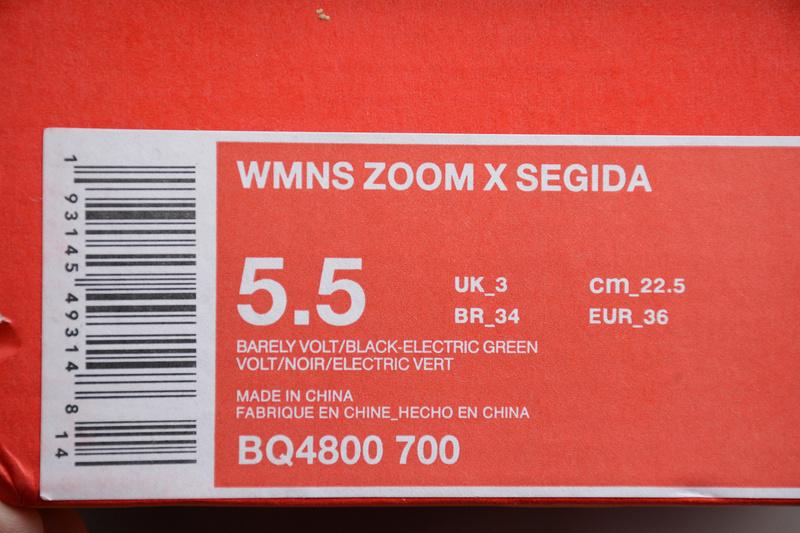 WMNS ZOOM X SEGIDA
5.5
UK_3
cm_22.5
BR_34
EUR_36
BARELY VOLT/BLACK-ELECTRIC GREEN
VOLT/NOIR/ELECTRIC VERT
MADE IN CHINA
FABRIQUE EN CHINE_HECHO EN CHINA
BQ4800 700
1 93145 49314 8 14